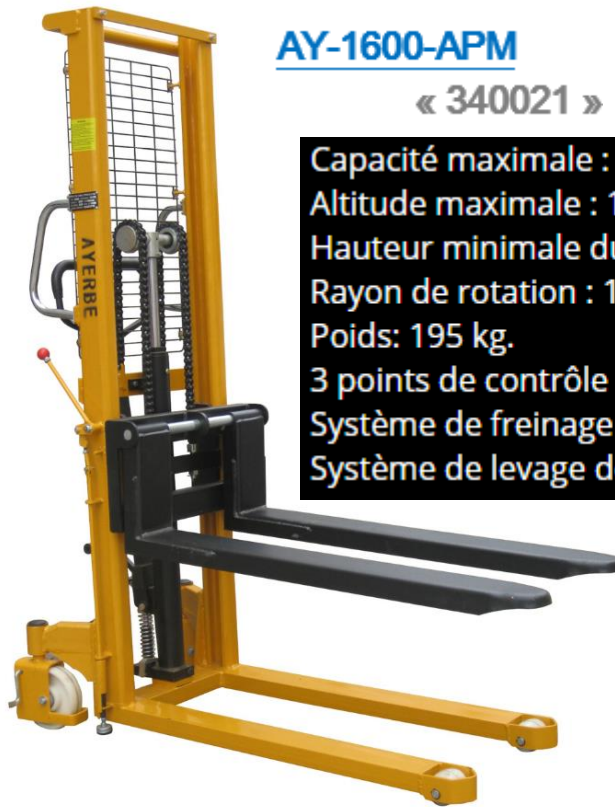 AY-1600-APM
« 340021 »
Capacité maximale :
Altitude maximale : 1
Hauteur minimale du
Rayon de rotation : 1
Poids: 195 kg.
3 points de contrôle
Système de freinage
Système de levage d
AYERBE